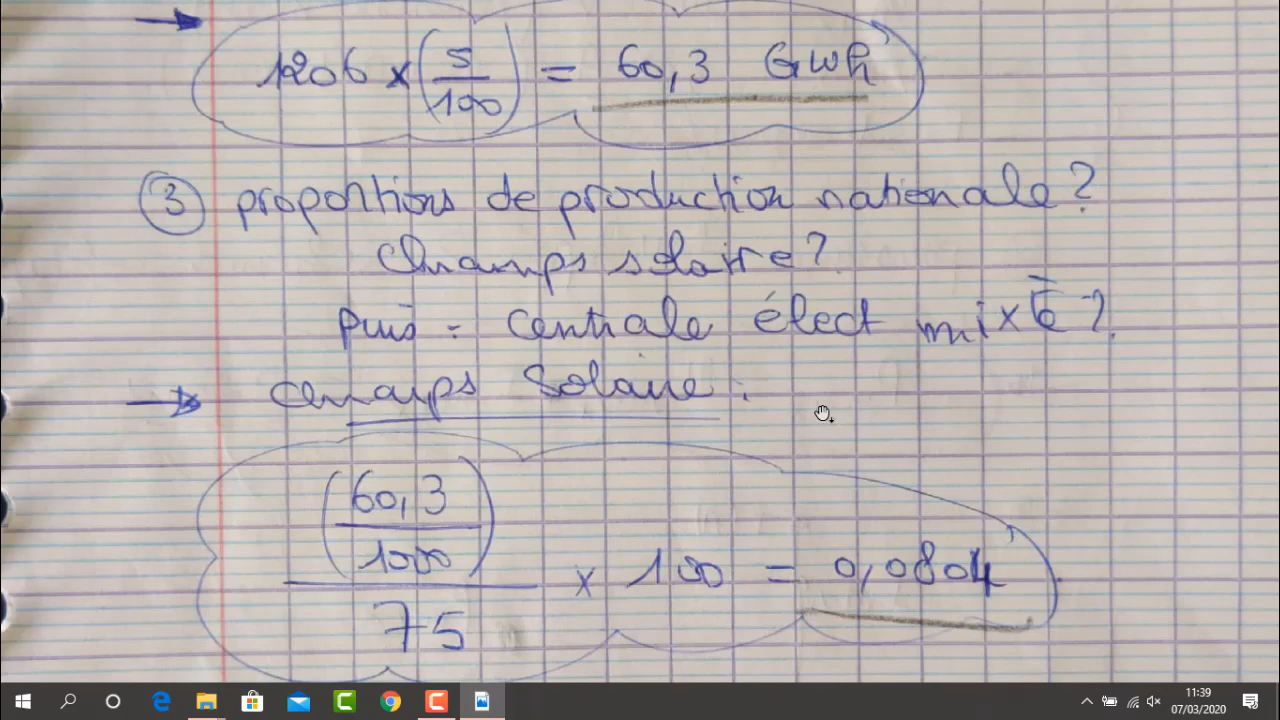 1206 × (5/100) = 60,3 GWh
③ proportions de production nationale ?
Champs solaire ?
puis : centrale élect mixte ?
Champs Solaire :
(60,3/1000)/75 × 100 = 0,0804
11:39
07/03/2020